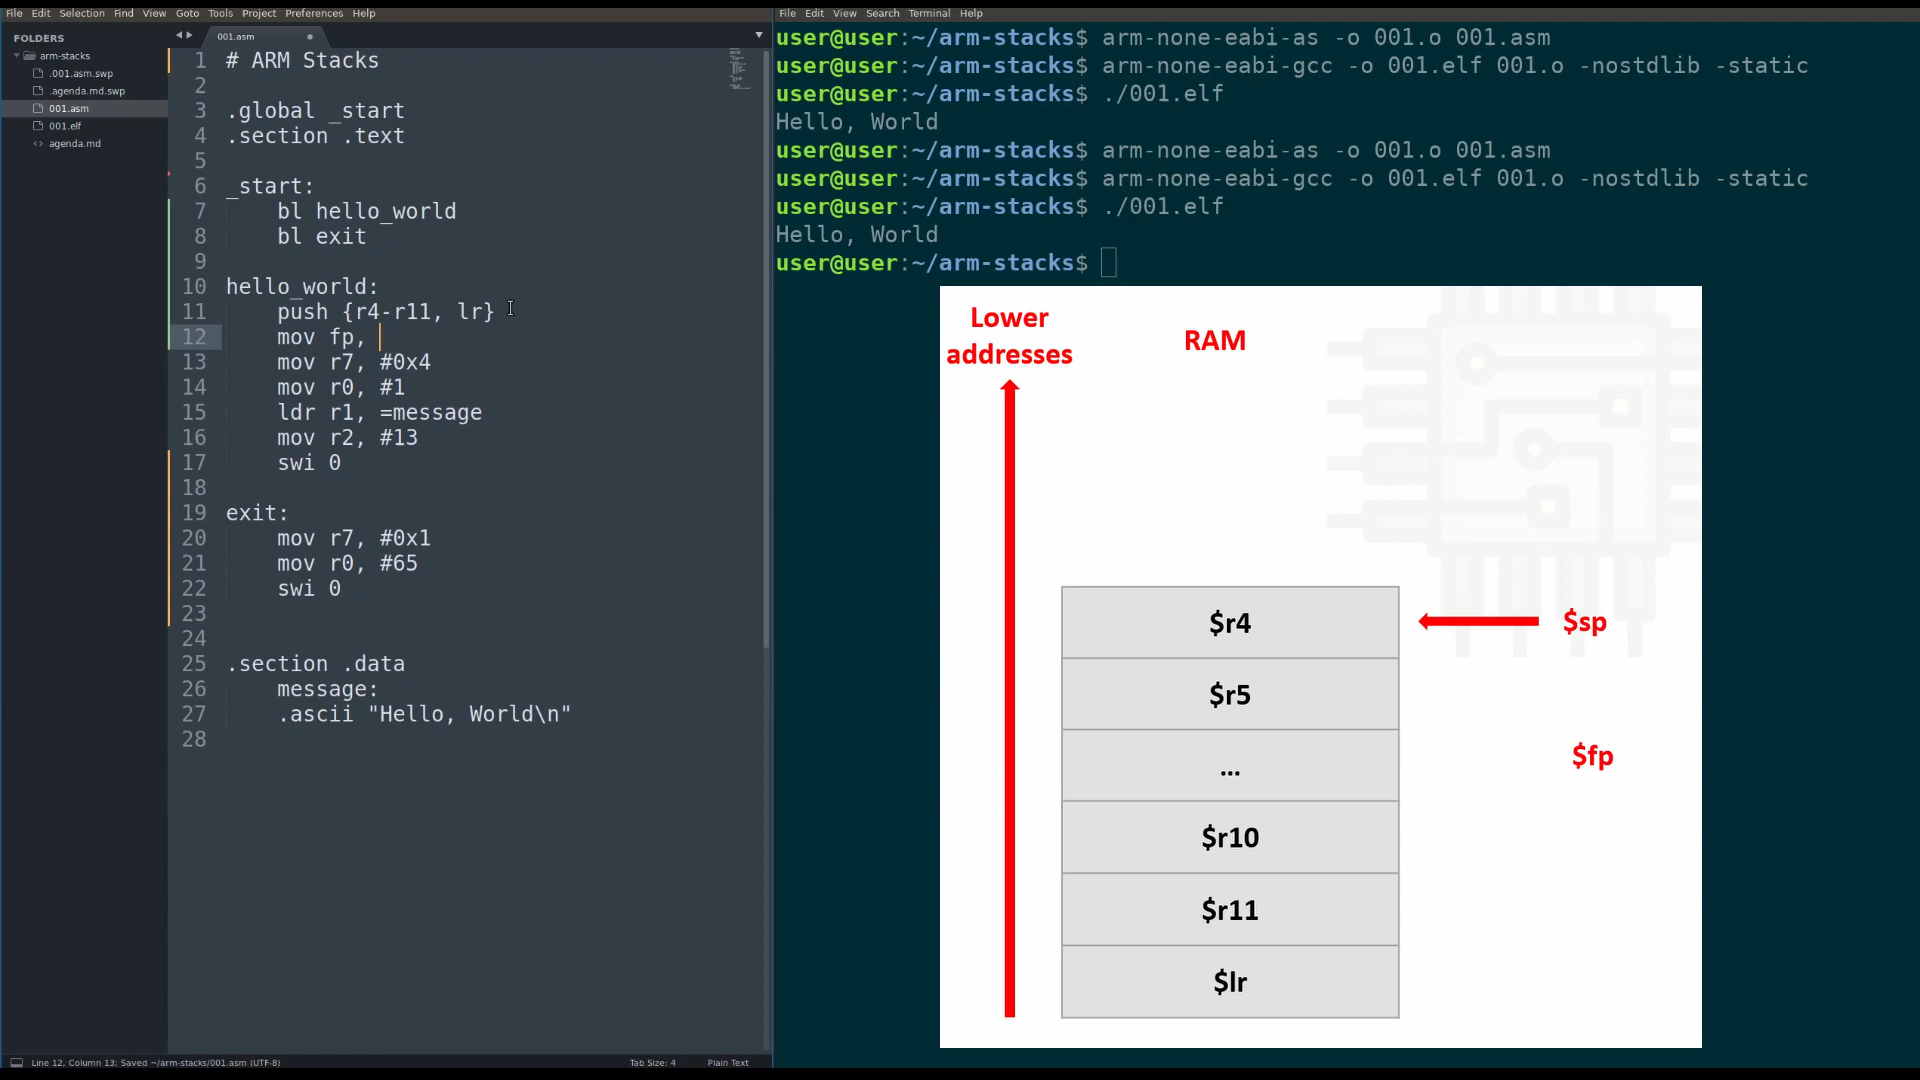 File Edit Selection Find View Goto Tools Project Preferences Help
FOLDERS
arm-stacks
.001.asm.swp
.agenda.md.swp
001.asm
001.elf
agenda.md
001.asm
1 # ARM Stacks
2
3 .global _start
4 .section .text
5
6 _start:
7 bl hello_world
8 bl exit
9
10 hello_world:
11 push {r4-r11, lr}
12 mov fp,
13 mov r7, #0x4
14 mov r0, #1
15 ldr r1, =message
16 mov r2, #13
17 swi 0
18
19 exit:
20 mov r7, #0x1
21 mov r0, #65
22 swi 0
23
24
25 .section .data
26 message:
27 .ascii "Hello, World\n"
28
Line 12, Column 13; Saved ~/arm-stacks/001.asm (UTF-8) Tab Size: 4 Plain Text
File Edit View Search Terminal Help
user@user:~/arm-stacks$ arm-none-eabi-as -o 001.o 001.asm
user@user:~/arm-stacks$ arm-none-eabi-gcc -o 001.elf 001.o -nostdlib -static
user@user:~/arm-stacks$ ./001.elf
Hello, World
user@user:~/arm-stacks$ arm-none-eabi-as -o 001.o 001.asm
user@user:~/arm-stacks$ arm-none-eabi-gcc -o 001.elf 001.o -nostdlib -static
user@user:~/arm-stacks$ ./001.elf
Hello, World
user@user:~/arm-stacks$
Lower
addresses
RAM
$r4
$sp
$r5
$fp
...
$r10
$r11
$lr